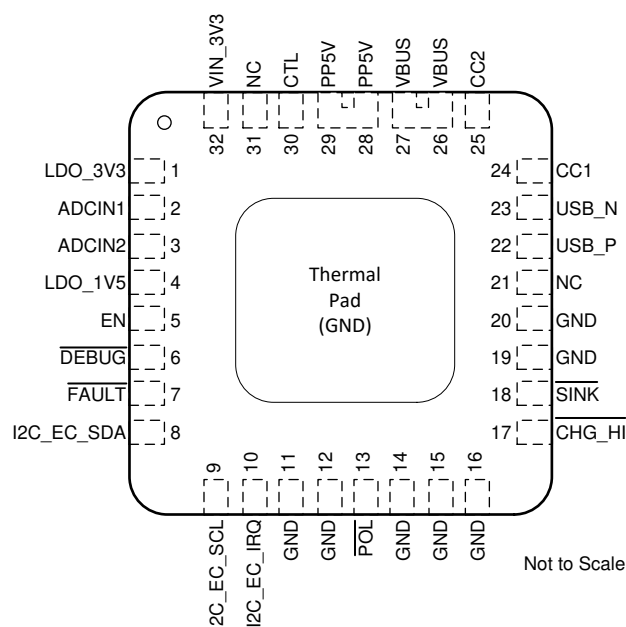 VIN_3V3
NC
CTL
PP5V
PP5V
VBUS
VBUS
CC2
32
31
30
29
28
27
26
25
LDO_3V3 1
ADCIN1 2
ADCIN2 3
LDO_1V5 4
EN 5
DEBUG 6
FAULT 7
I2C_EC_SDA 8
Thermal
Pad
(GND)
24 CC1
23 USB_N
22 USB_P
21 NC
20 GND
19 GND
18 SINK
17 CHG_HI
9
10
11
12
13
14
15
16
2C_EC_SCL
I2C_EC_IRQ
GND
GND
POL
GND
GND
GND
Not to Scale